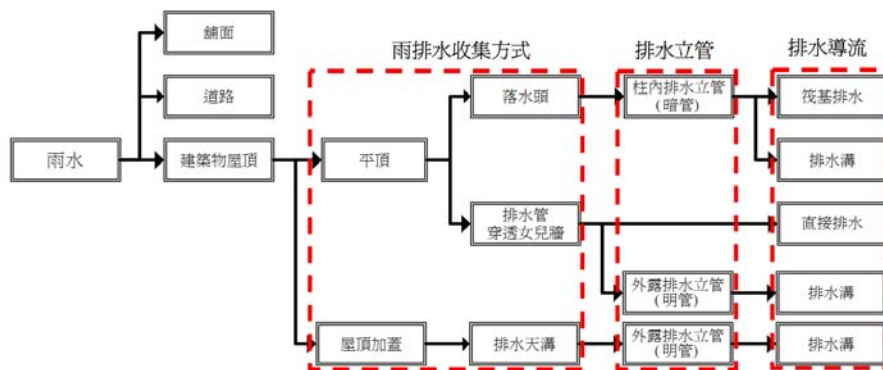 舖面
雨排水收集方式
排水立管
排水導流
道路
落水頭
柱內排水立管
(暗管)
筏基排水
雨水
建築物屋頂
平頂
排水溝
排水管
穿透女兒牆
直接排水
外露排水立管
(明管)
排水溝
屋頂加蓋
排水天溝
外露排水立管
(明管)
排水溝